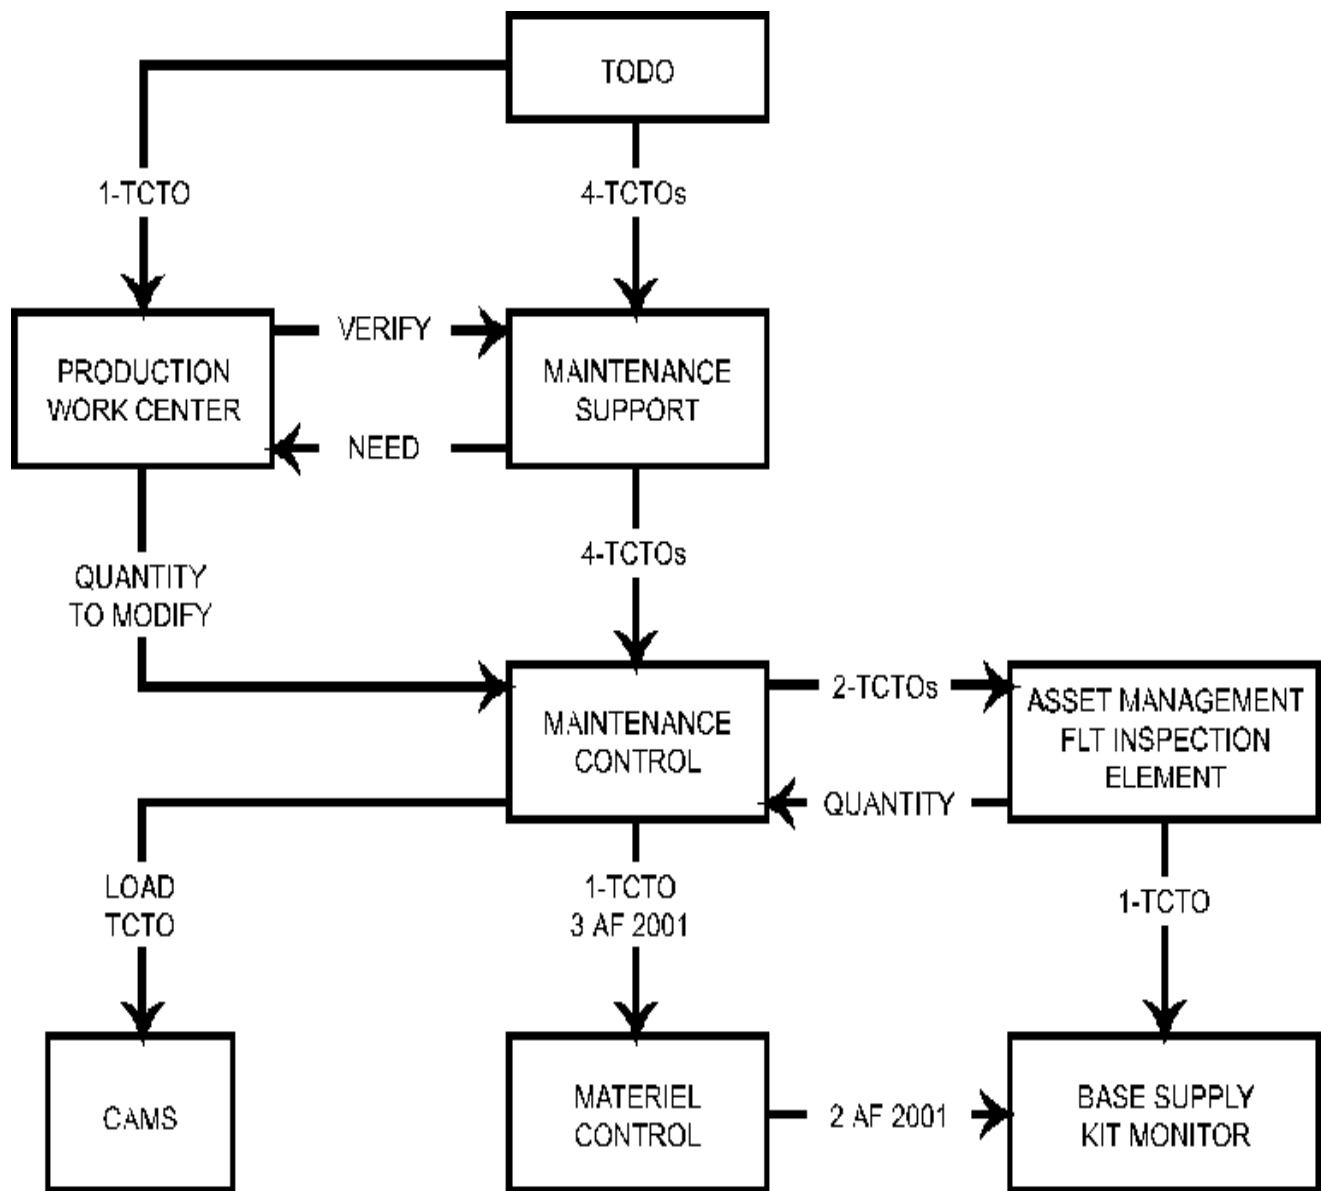 TODO
1-TCTO
4-TCTOs
PRODUCTION
WORK CENTER
VERIFY
NEED
MAINTENANCE
SUPPORT
QUANTITY
TO MODIFY
4-TCTOs
MAINTENANCE
CONTROL
2-TCTOs
QUANTITY
ASSET MANAGEMENT
FLT INSPECTION
ELEMENT
LOAD
TCTO
1-TCTO
3 AF 2001
1-TCTO
CAMS
MATERIEL
CONTROL
2 AF 2001
BASE SUPPLY
KIT MONITOR